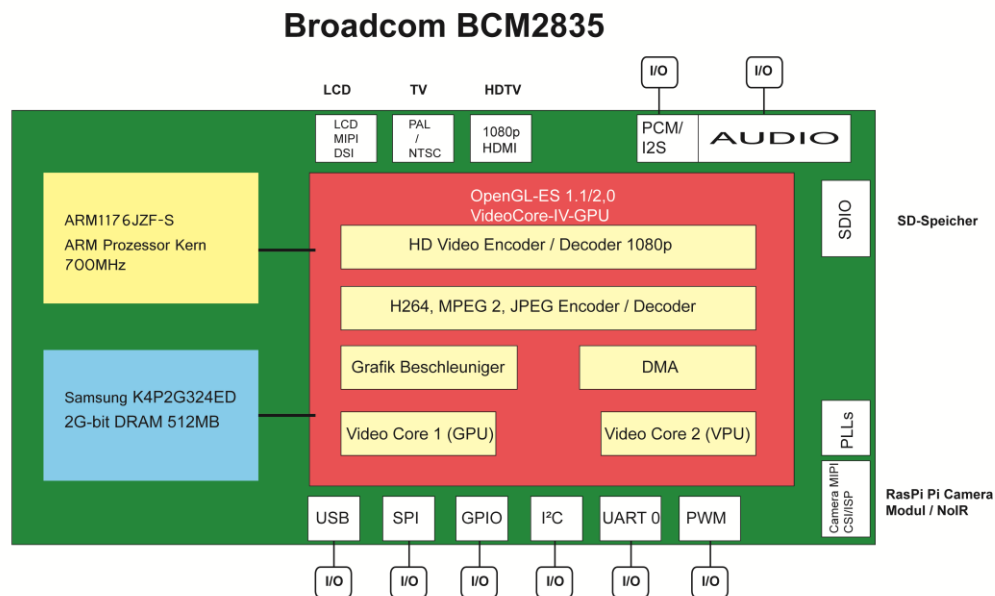 Broadcom BCM2835
I/O
I/O
LCD
TV
HDTV
LCD
MIPI
DSI
PAL
/
NTSC
1080p
HDMI
PCM/
I2S
AUDIO
ARM1176JZF-S
ARM Prozessor Kern
700MHz
OpenGL-ES 1.1/2,0
VideoCore-IV-GPU
HD Video Encoder / Decoder 1080p
H264, MPEG 2, JPEG Encoder / Decoder
Grafik Beschleuniger
DMA
Video Core 1 (GPU)
Video Core 2 (VPU)
SDIO
SD-Speicher
Samsung K4P2G324ED
2G-bit DRAM 512MB
PLLs
Camera MIPI
CSI/ISP
RasPi Pi Camera
Modul / NoIR
USB
SPI
GPIO
I²C
UART 0
PWM
I/O
I/O
I/O
I/O
I/O
I/O